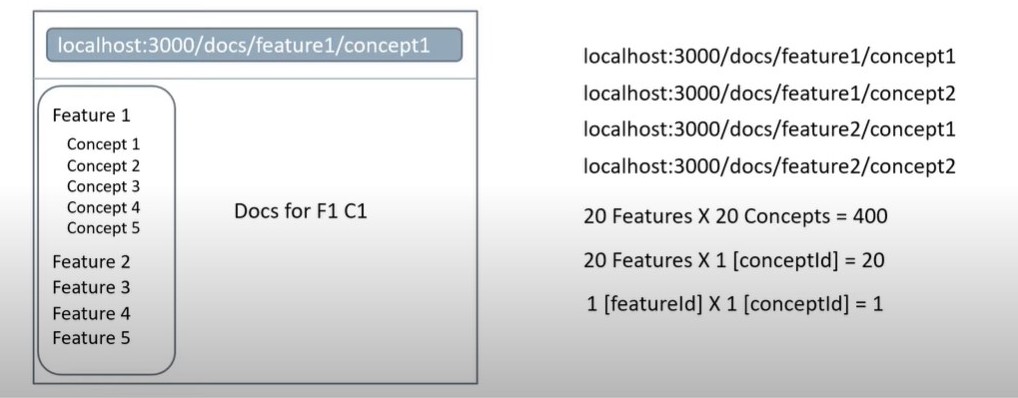 localhost:3000/docs/feature1/concept1
Feature 1
Concept 1
Concept 2
Concept 3
Concept 4
Concept 5
Feature 2
Feature 3
Feature 4
Feature 5
Docs for F1 C1
localhost:3000/docs/feature1/concept1
localhost:3000/docs/feature1/concept2
localhost:3000/docs/feature2/concept1
localhost:3000/docs/feature2/concept2
20 Features X 20 Concepts = 400
20 Features X 1 [conceptId] = 20
1 [featureId] X 1 [conceptId] = 1